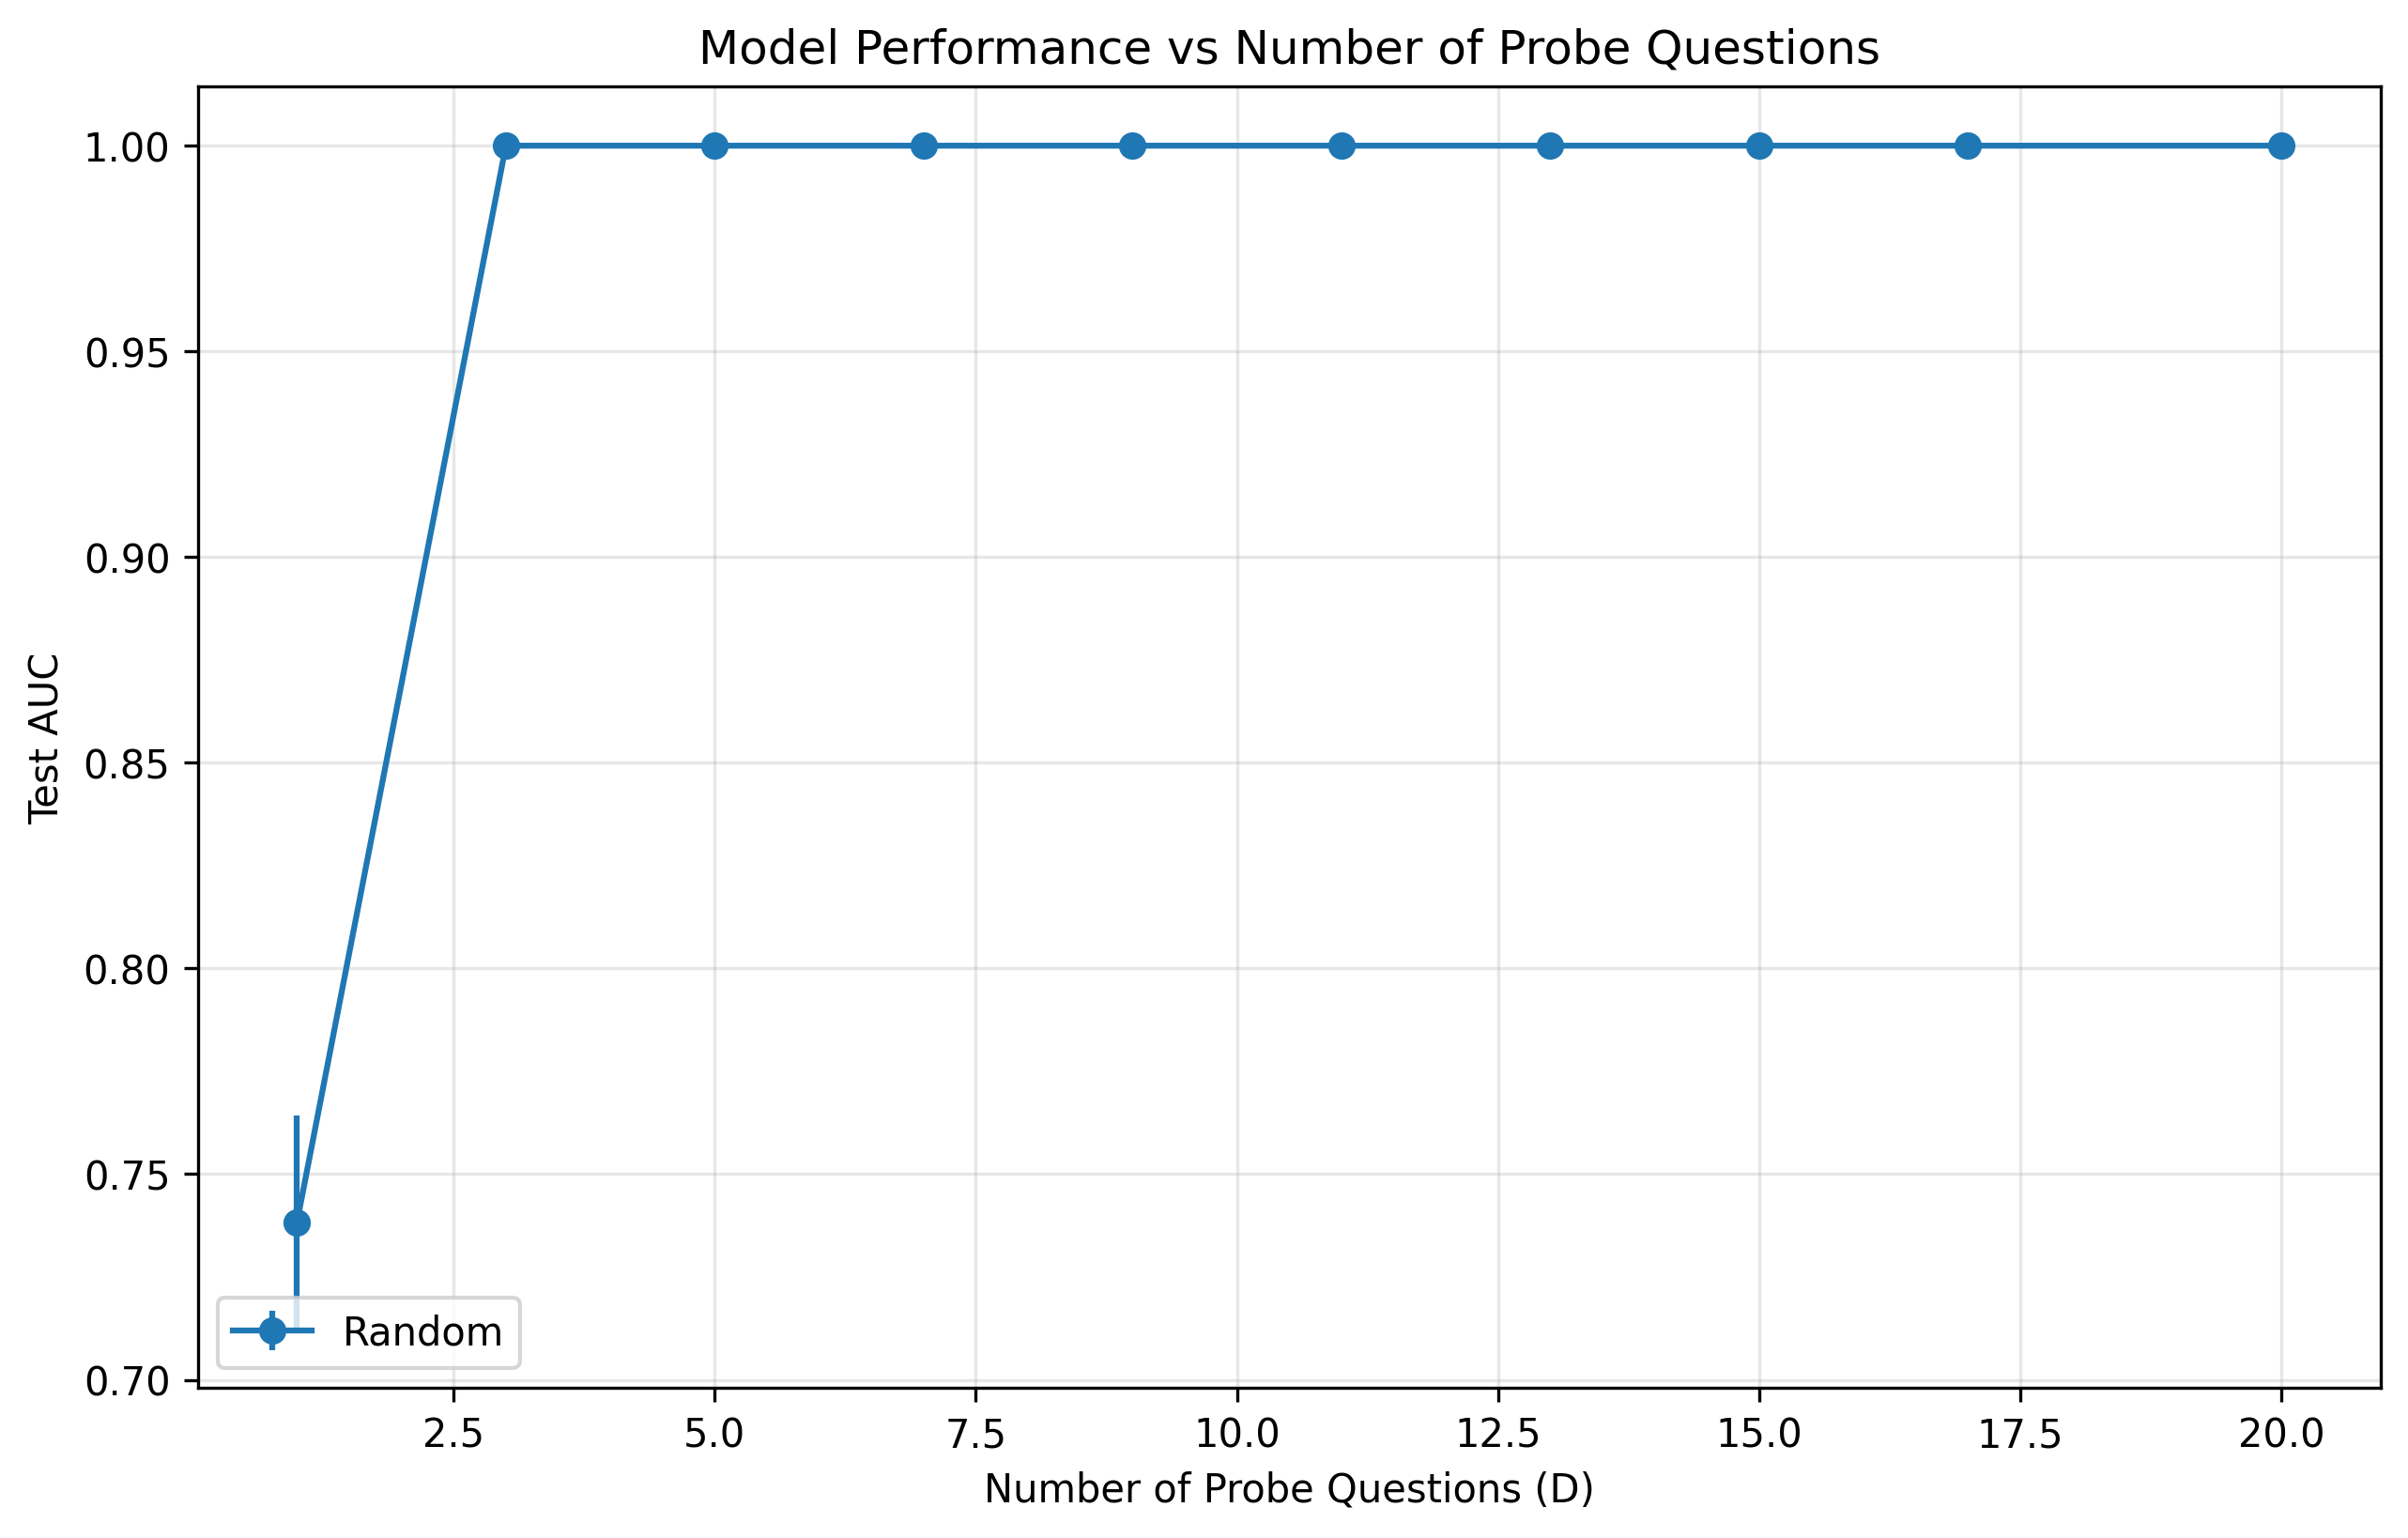 Model Performance vs Number of Probe Questions
1.00
0.95
0.90
0.85
0.80
0.75
0.70
Test AUC
Random
2.5 5.0 7.5 10.0 12.5 15.0 17.5 20.0
Number of Probe Questions (D)